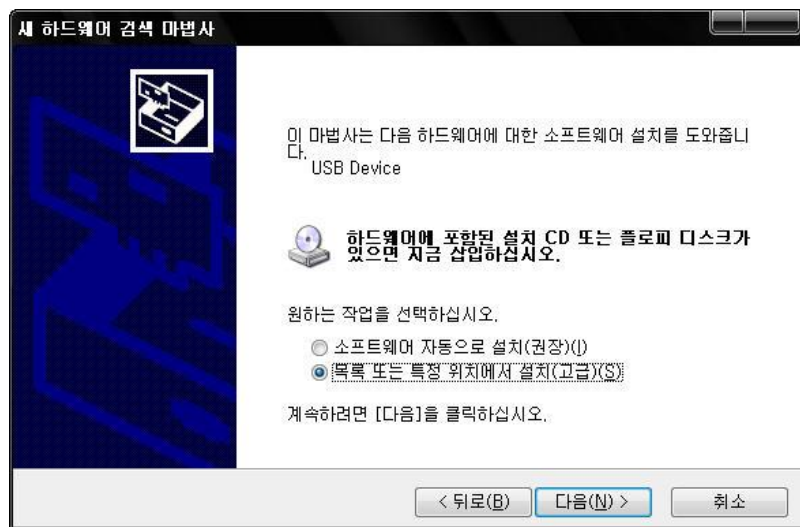 새 하드웨어 검색 마법사
이 마법사는 다음 하드웨어에 대한 소프트웨어 설치를 도와줍니
다.
USB Device
하드웨어에 포함된 설치 CD 또는 플로피 디스크가
있으면 지금 삽입하십시오.
원하는 작업을 선택하십시오.
소프트웨어 자동으로 설치(권장)(I)
목록 또는 특정 위치에서 설치(고급)(S)
계속하려면 [다음]을 클릭하십시오.
< 뒤로(B) 다음(N) > 취소